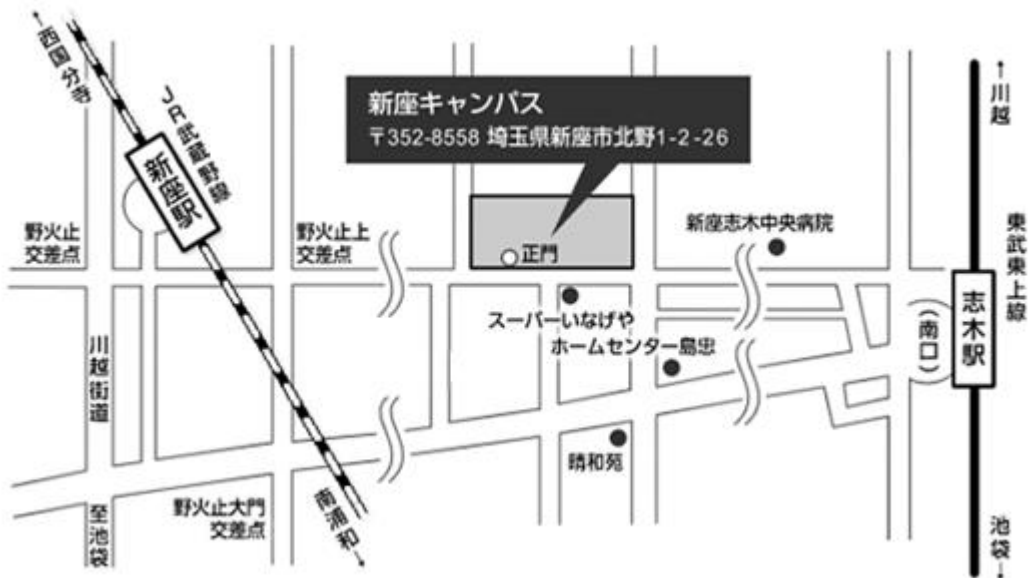 ←西国分寺
JR武蔵野線
新座駅
新座キャンパス
〒352-8558 埼玉県新座市北野1-2-26
↑川越
野火止
交差点
野火止上
交差点
正門
新座志木中央病院
東武東上線
スーパーいなげや
ホームセンター島忠
志木駅
(南口)
川越街道
晴和苑
至池袋
野火止大門
交差点
南浦和→
池袋↓